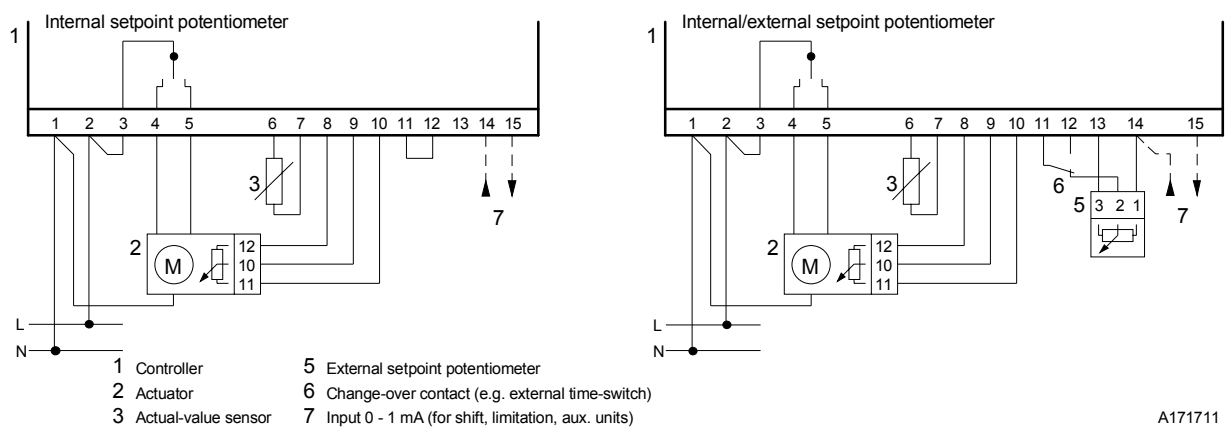 Internal setpoint potentiometer
1
1 2 3 4 5 6 7 8 9 10 11 12 13 14 15
3
7
2
M
12
10
11
L
N
Internal/external setpoint potentiometer
1
1 2 3 4 5 6 7 8 9 10 11 12 13 14 15
3
6
5
3 2 1
7
2
M
12
10
11
L
N
1 Controller
2 Actuator
3 Actual-value sensor
5 External setpoint potentiometer
6 Change-over contact (e.g. external time-switch)
7 Input 0 - 1 mA (for shift, limitation, aux. units)
A171711